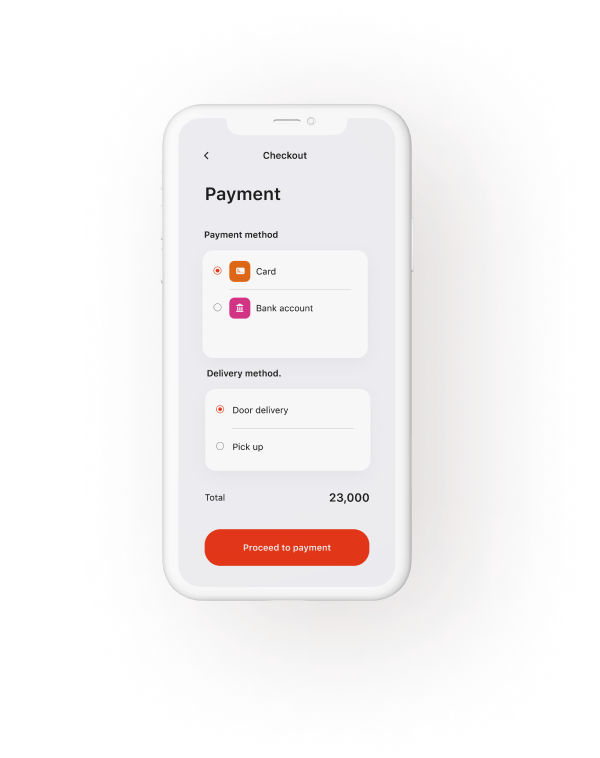 Checkout
Payment
Payment method
Card
Bank account
Delivery method.
Door delivery
Pick up
Total 23,000
Proceed to payment